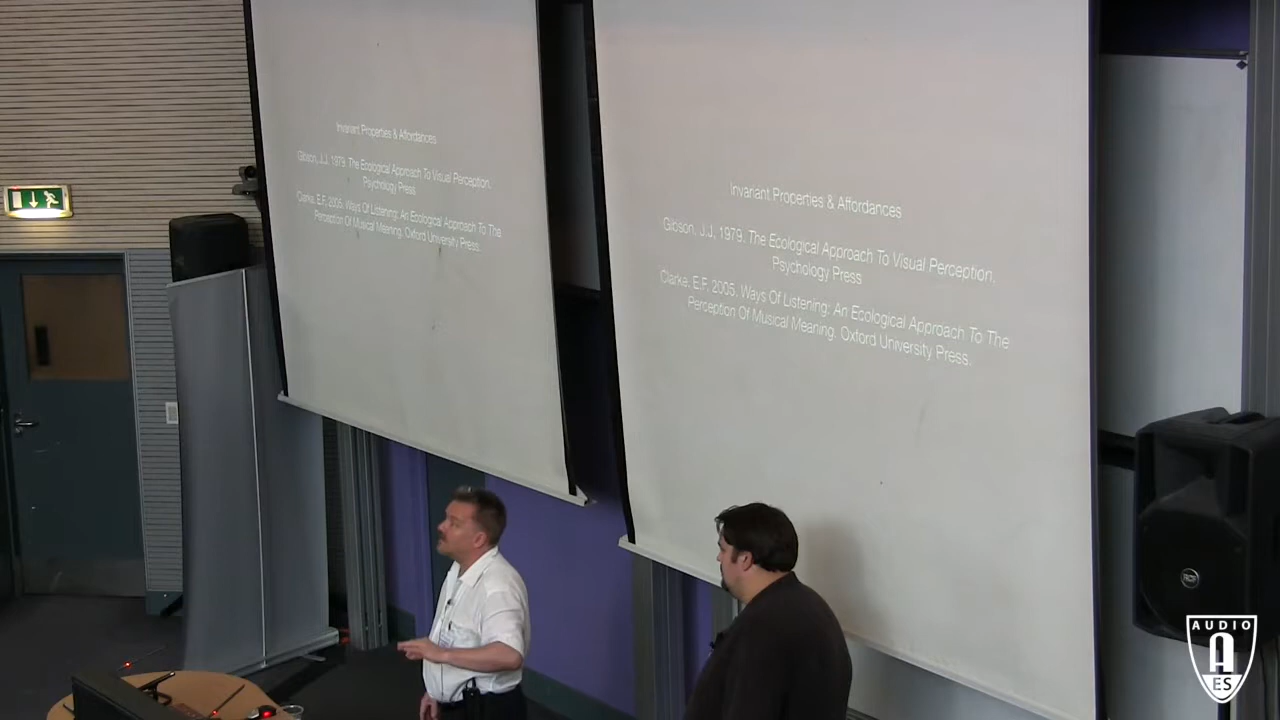 Invariant Properties & Affordances
Gibson, J.J, 1979. The Ecological Approach To Visual Perception.
Psychology Press
Clarke, E.F. 2005. Ways Of Listening: An Ecological Approach To The
Perception Of Musical Meaning. Oxford University Press.
Invariant Properties & Affordances
Gibson, J.J, 1979. The Ecological Approach To Visual Perception.
Psychology Press
Clarke, E.F. 2005. Ways Of Listening: An Ecological Approach To The
Perception Of Musical Meaning. Oxford University Press.
RCF
AUDIO
AES